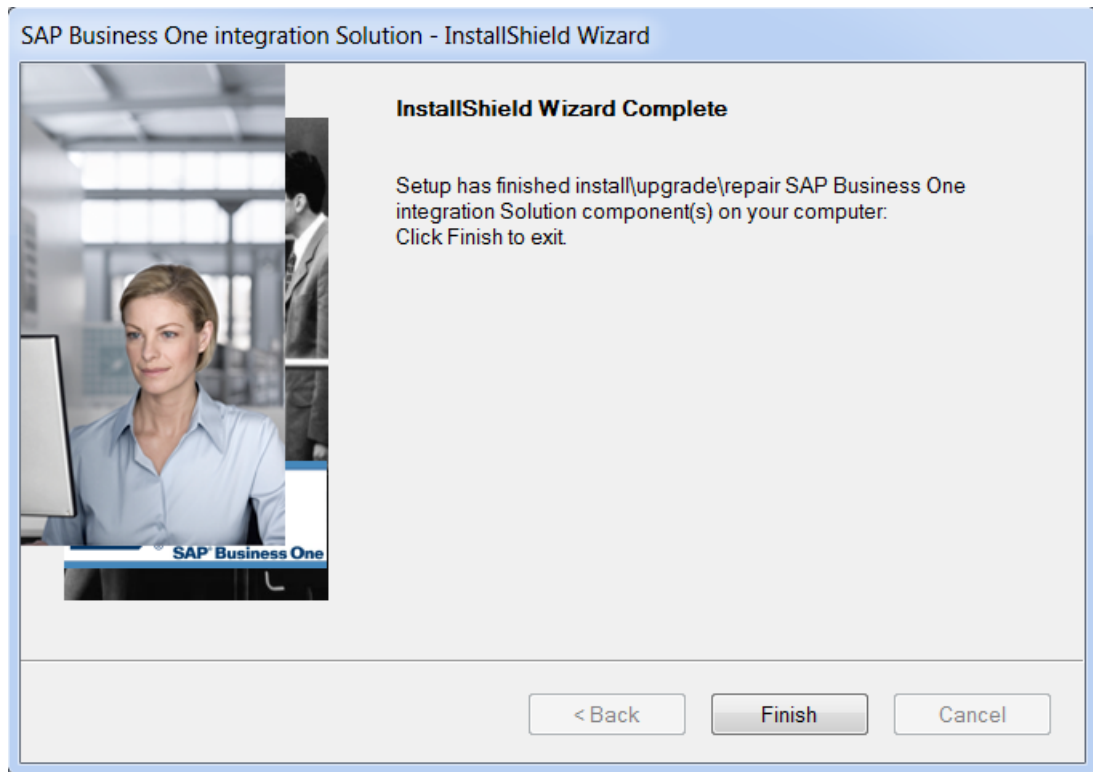 SAP Business One integration Solution - InstallShield Wizard
InstallShield Wizard Complete
Setup has finished install\upgrade\repair SAP Business One
integration Solution component(s) on your computer:
Click Finish to exit.
SAP® Business One
< Back
Finish
Cancel